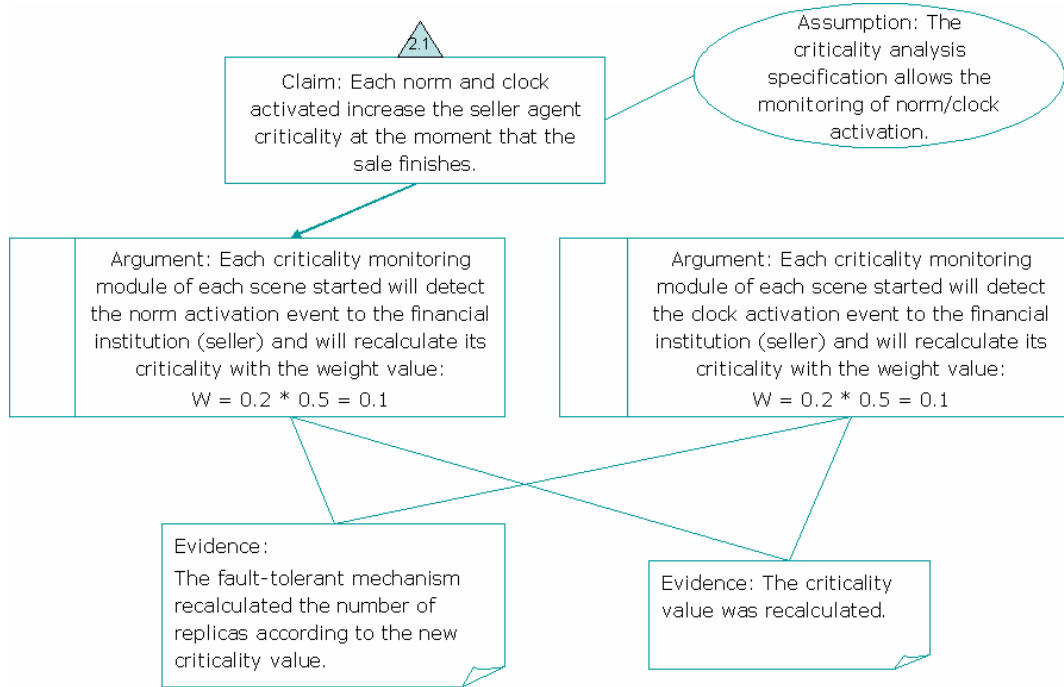 2.1
Claim: Each norm and clock
activated increase the seller agent
criticality at the moment that the
sale finishes.
Assumption: The
criticality analysis
specification allows the
monitoring of norm/clock
activation.
Argument: Each criticality monitoring
module of each scene started will detect
the norm activation event to the financial
institution (seller) and will recalculate its
criticality with the weight value:
W = 0.2 * 0.5 = 0.1
Argument: Each criticality monitoring
module of each scene started will detect
the clock activation event to the financial
institution (seller) and will recalculate its
criticality with the weight value:
W = 0.2 * 0.5 = 0.1
Evidence:
The fault-tolerant mechanism
recalculated the number of
replicas according to the new
criticality value.
Evidence: The criticality
value was recalculated.